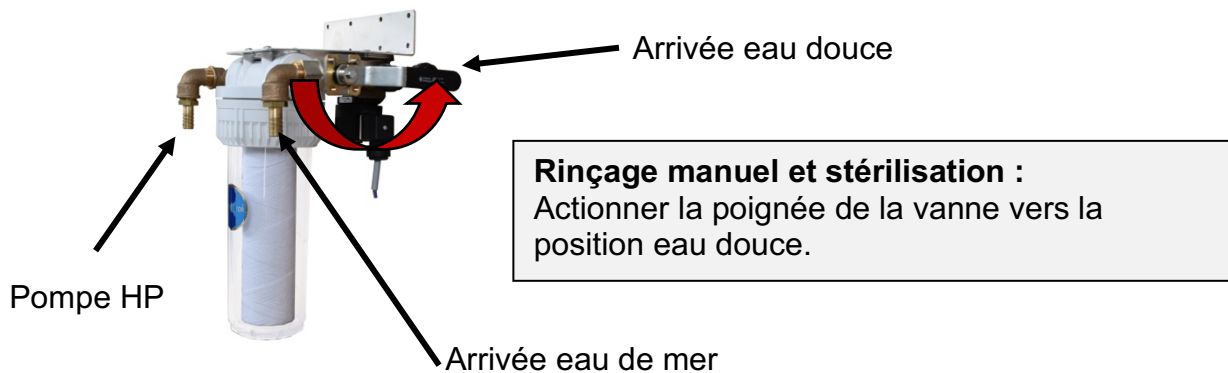 Arrivée eau douce
Rinçage manuel et stérilisation :
Actionner la poignée de la vanne vers la
position eau douce.
Pompe HP
Arrivée eau de mer